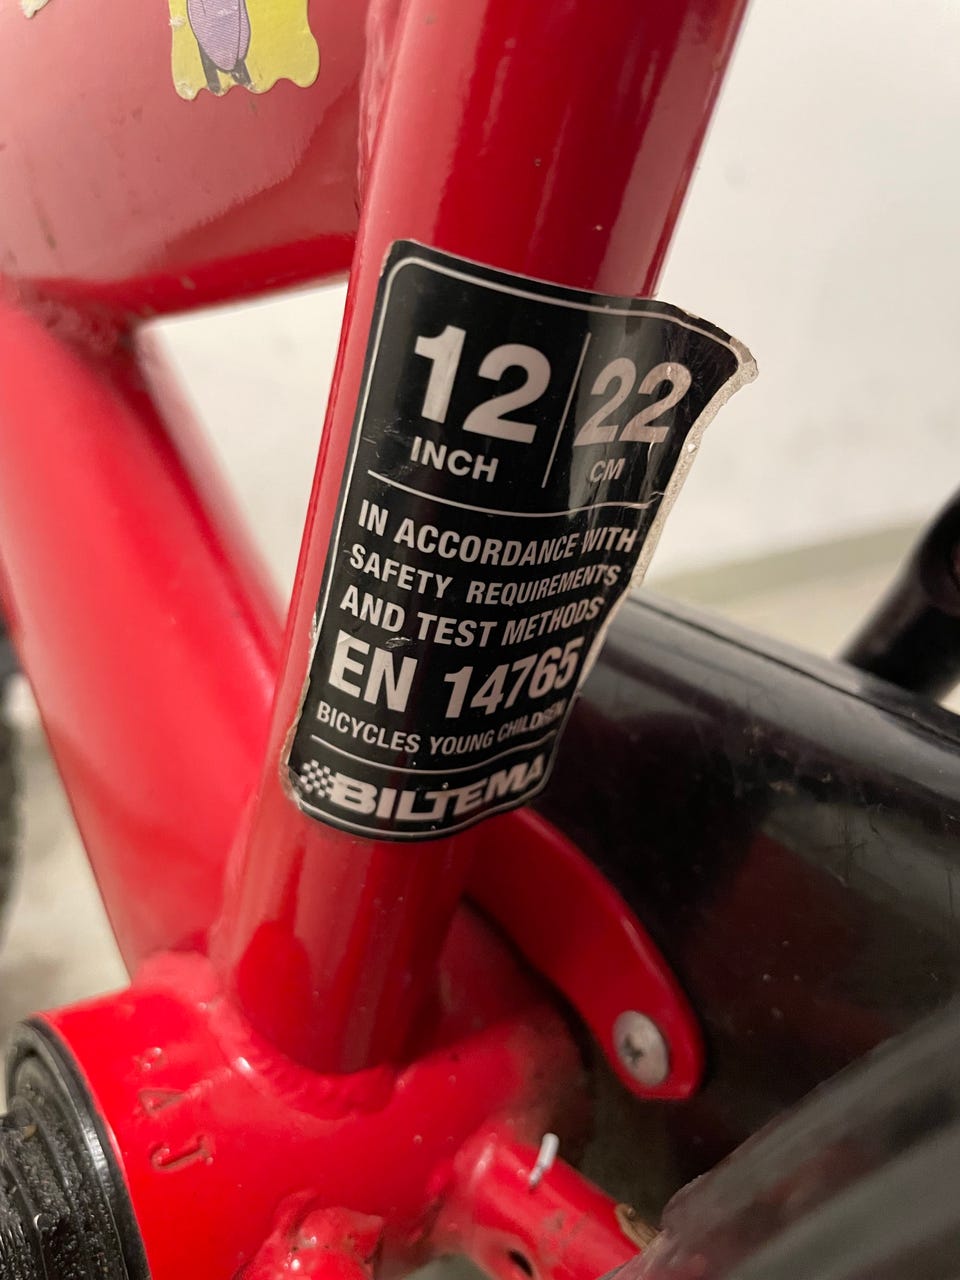 12 22
INCH CM
IN ACCORDANCE WITH
SAFETY REQUIREMENTS
AND TEST METHODS
EN 14765
BICYCLES YOUNG CHILDREN
BILTEMA